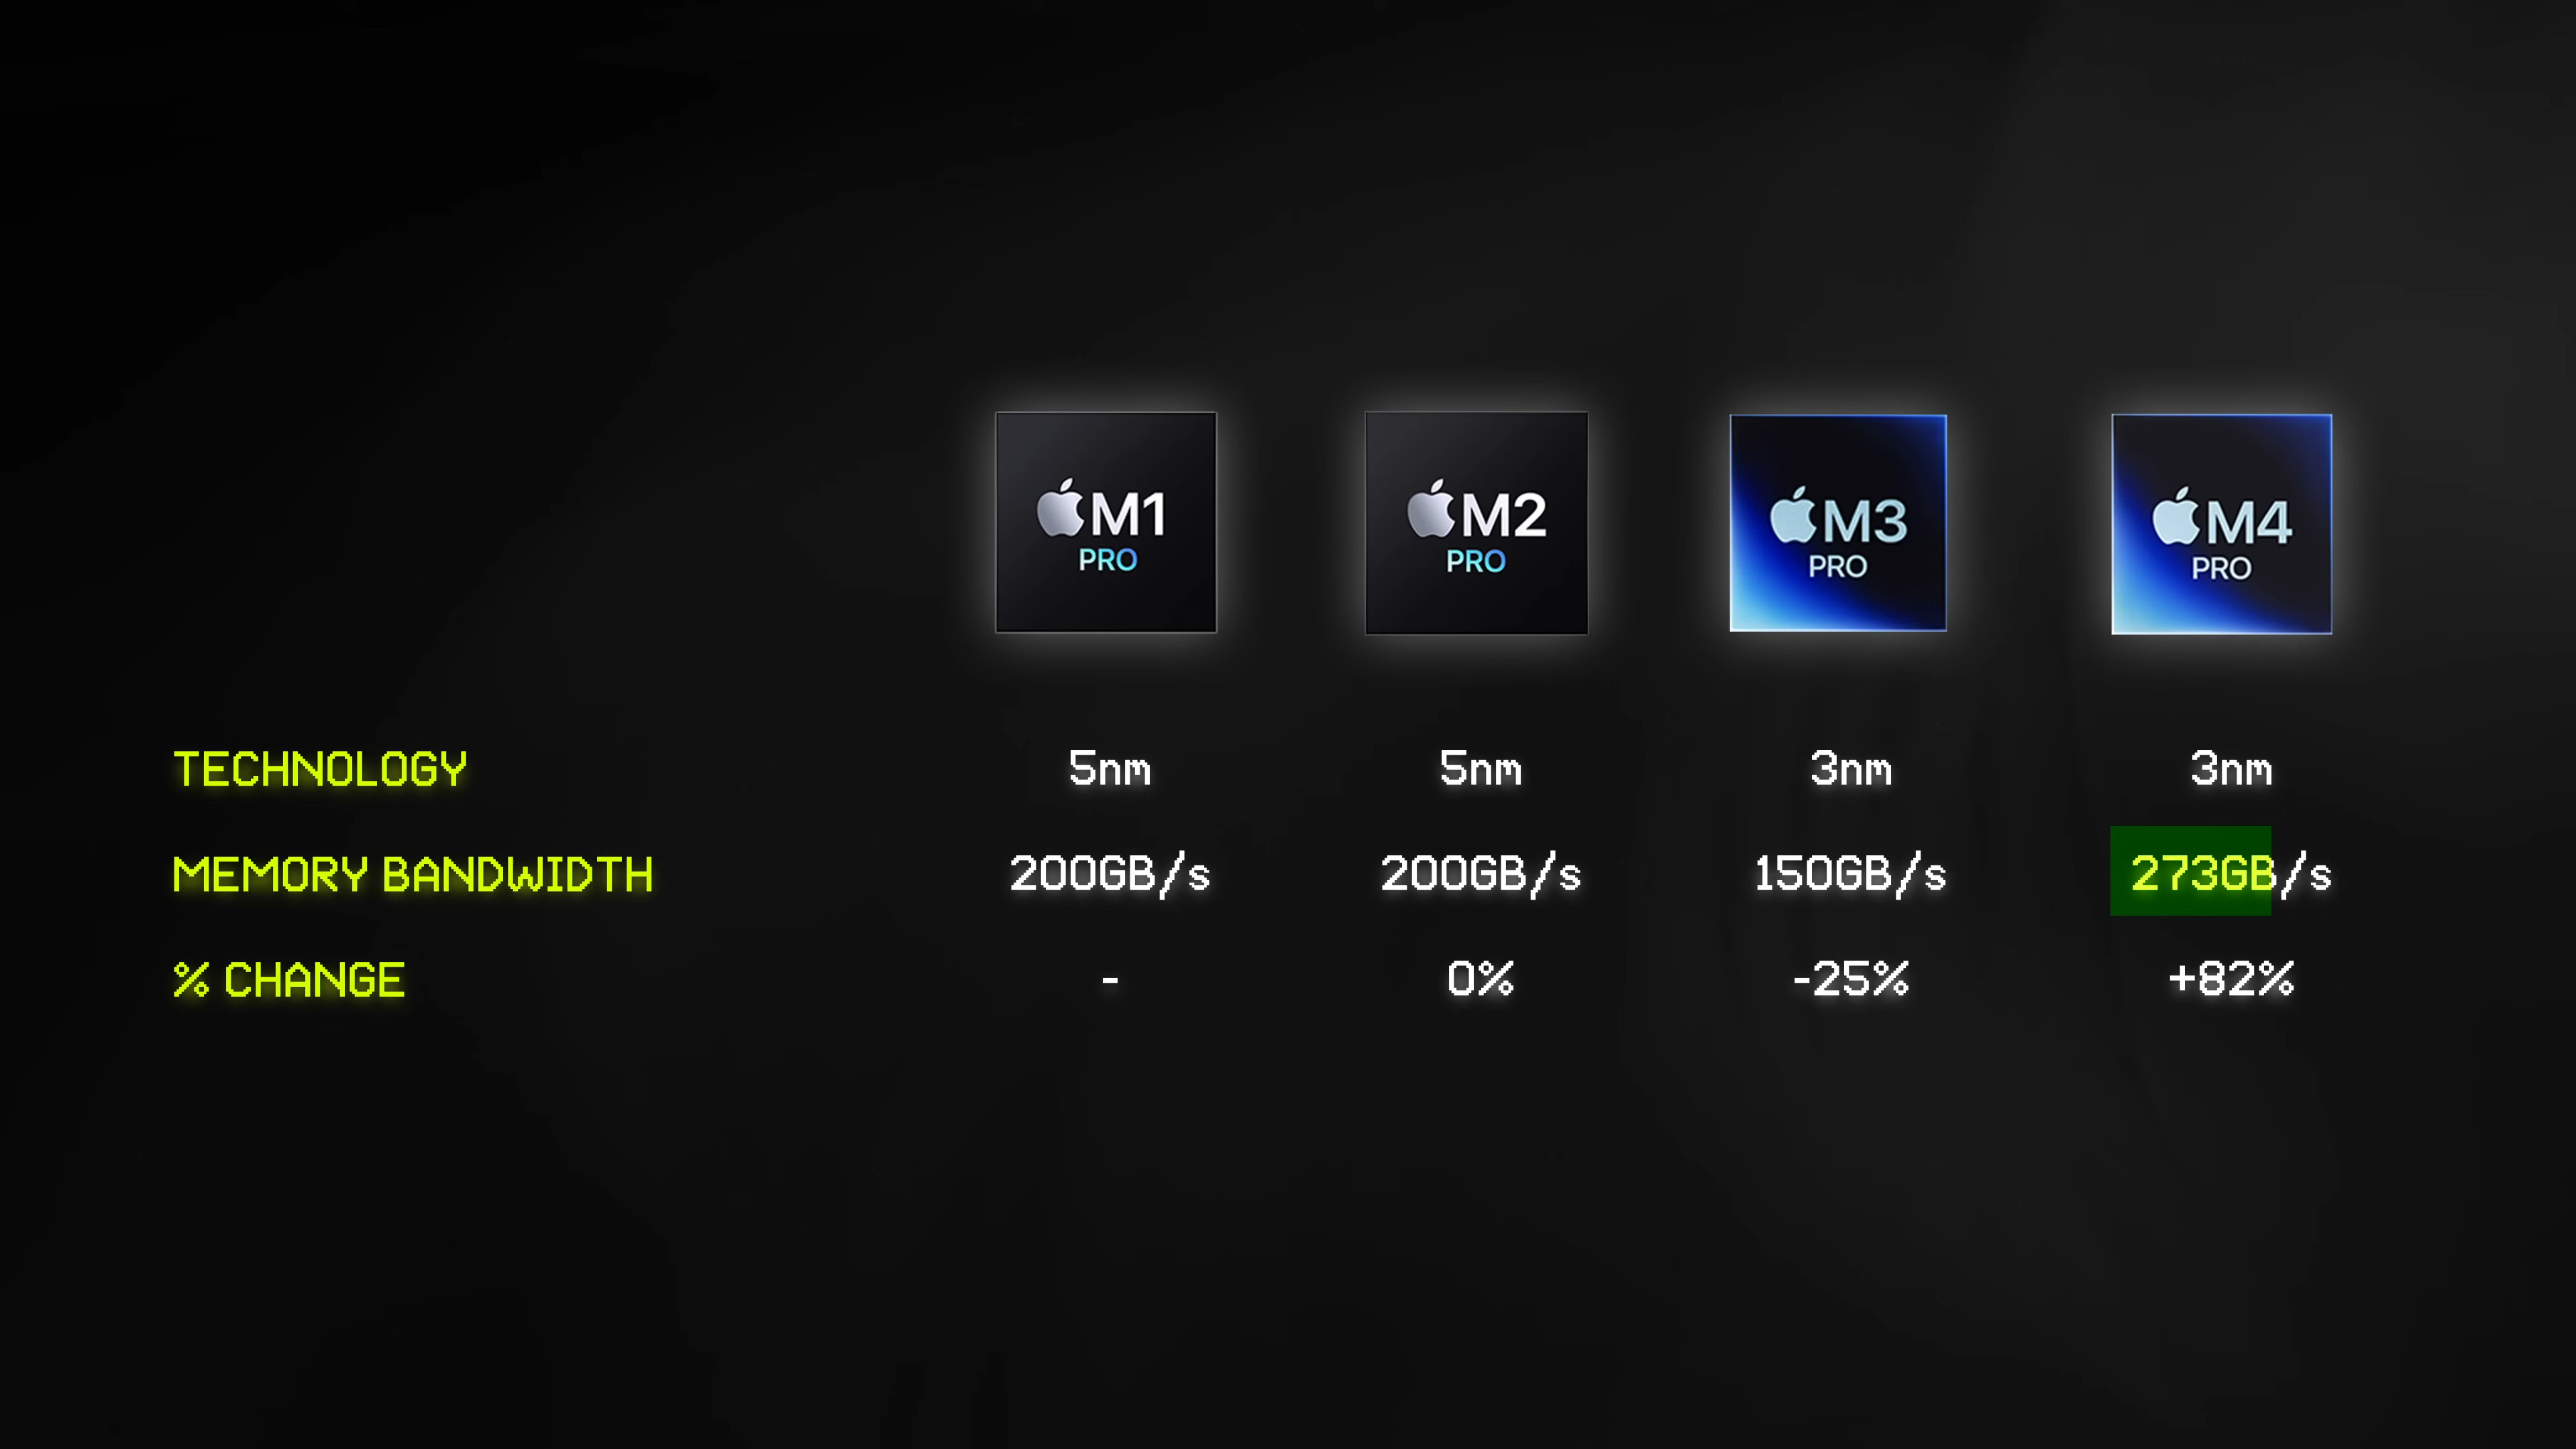 M1 M2 M3 M4
PRO PRO PRO PRO
TECHNOLOGY 5nm 5nm 3nm 3nm
MEMORY BANDWIDTH 200GB/s 200GB/s 150GB/s 273GB/s
% CHANGE - 0% -25% +82%